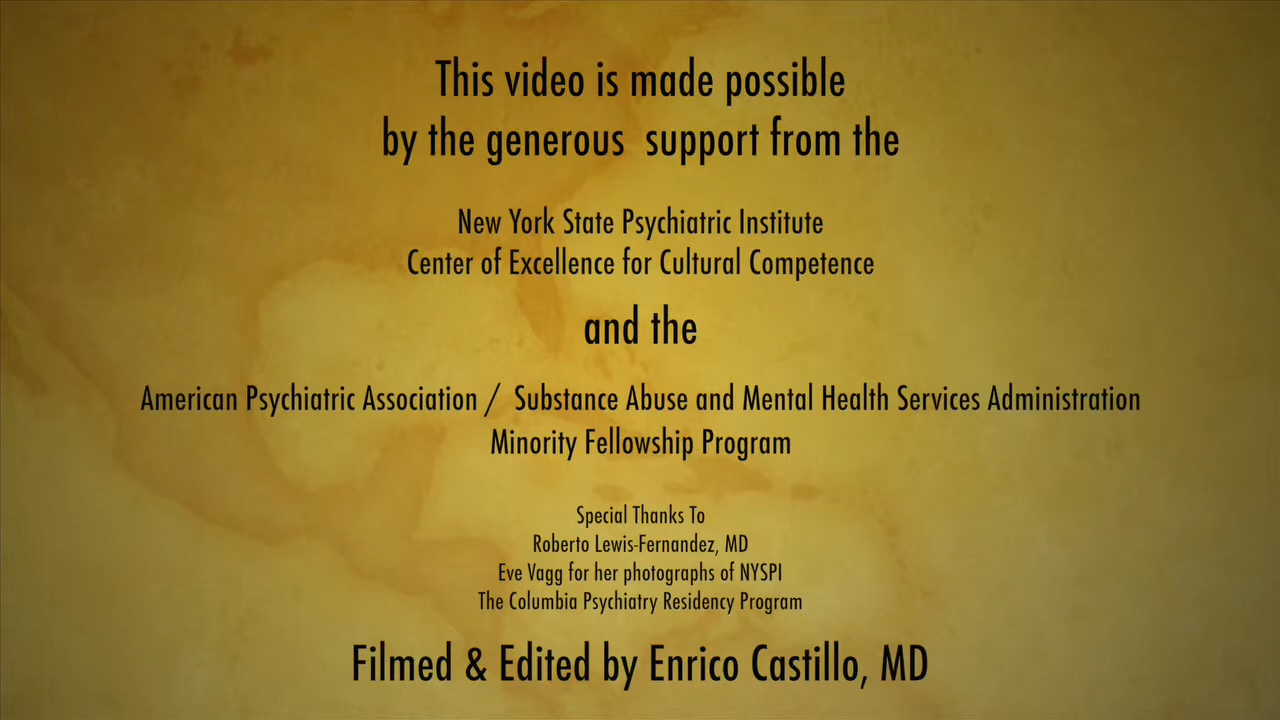 This video is made possible
by the generous  support from the
New York State Psychiatric Institute
Center of Excellence for Cultural Competence
and the
American Psychiatric Association /  Substance Abuse and Mental Health Services Administration
Minority Fellowship Program
Special Thanks To
Roberto Lewis-Fernandez, MD
Eve Vagg for her photographs of NYSPI
The Columbia Psychiatry Residency Program
Filmed & Edited by Enrico Castillo, MD